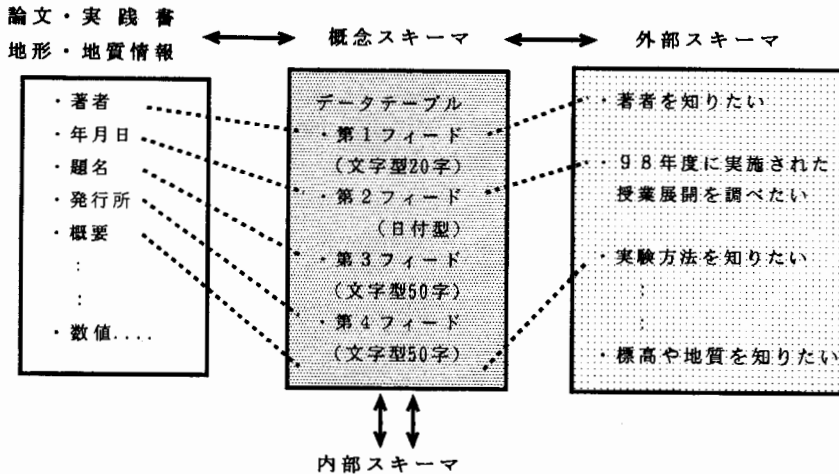 論文・実践書
地形・地質情報
概念スキーマ
外部スキーマ
・著者
・年月日
・題名
・発行所
・概要
:
:
・数値....
データテーブル
・第1フィード
(文字型20字)
・第2フィード
(日付型)
・第3フィード
(文字型50字)
・第4フィード
(文字型50字)
・著者を知りたい
・98年度に実施された
授業展開を調べたい
・実験方法を知りたい
:
:
・標高や地質を知りたい
内部スキーマ